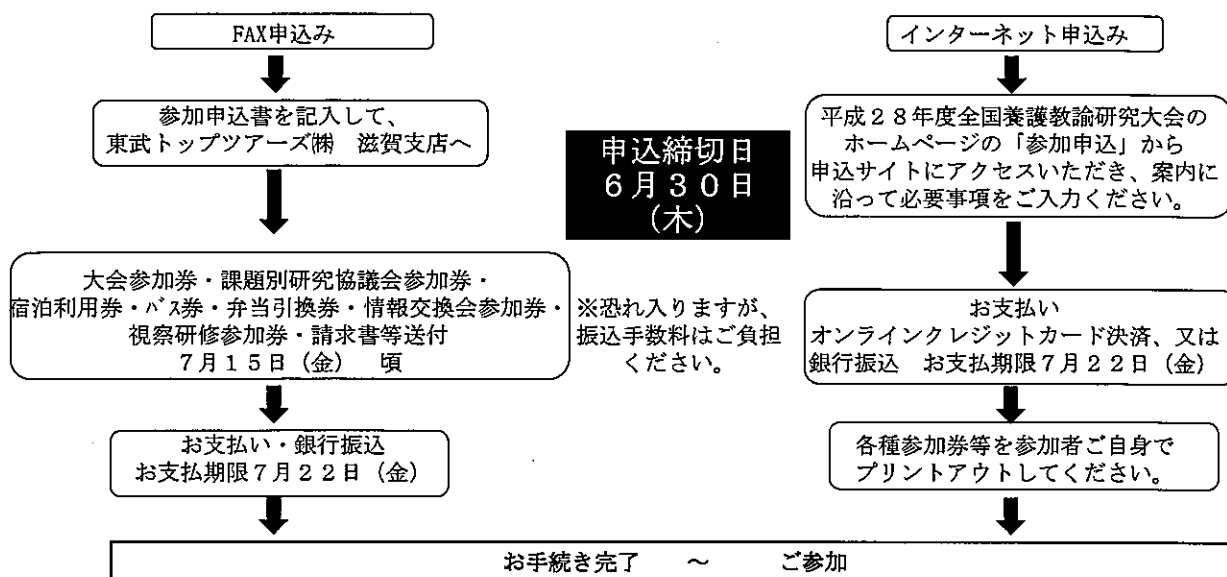 FAX申込み
参加申込書を記入して、
東武トップツアーズ㈱　滋賀支店へ
大会参加券・課題別研究協議会参加券・
宿泊利用券・ﾊﾞｽ券・弁当引換券・情報交換会参加券・
視察研修参加券・請求書等送付
７月１５日（金）　頃
お支払い・銀行振込
お支払期限７月２２日（金）
申込締切日
６月３０日
（木）
※恐れ入りますが、
振込手数料はご負担
ください。
インターネット申込み
平成２８年度全国養護教諭研究大会の
ホームページの「参加申込」から
申込サイトにアクセスいただき、案内に
沿って必要事項をご入力ください。
お支払い
オンラインクレジットカード決済、又は
銀行振込　お支払期限７月２２日（金）
各種参加券等を参加者ご自身で
プリントアウトしてください。
お手続き完了　～　ご参加